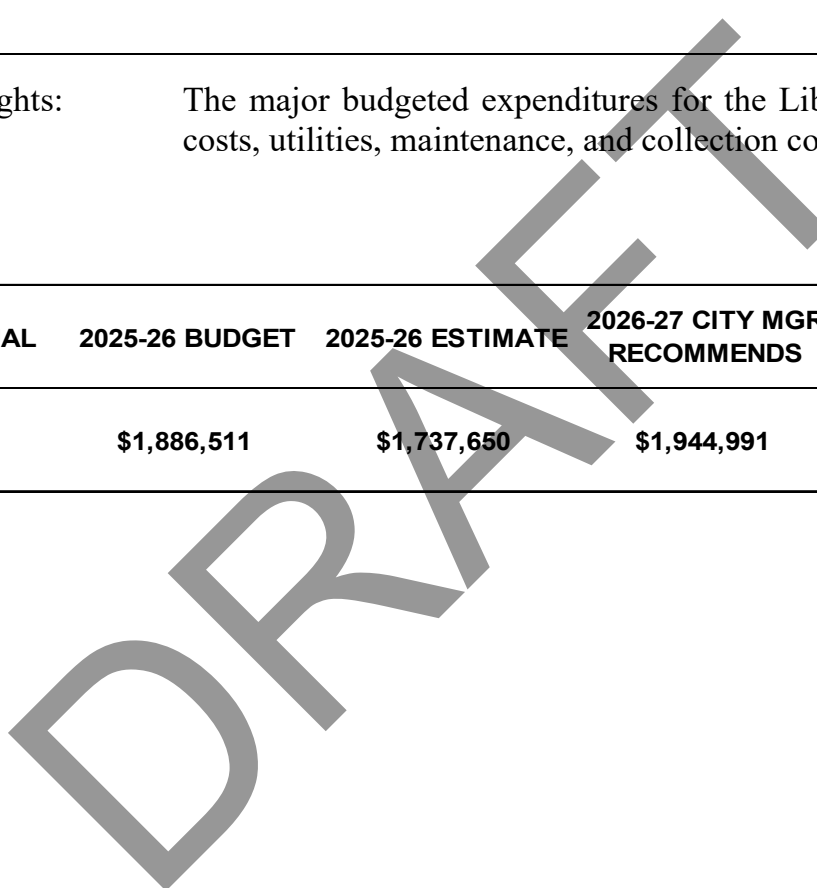 ghts: The major budgeted expenditures for the Lib
costs, utilities, maintenance, and collection co
AL 2025-26 BUDGET 2025-26 ESTIMATE 2026-27 CITY MGR
RECOMMENDS
$1,886,511 $1,737,650 $1,944,991
DRAFT